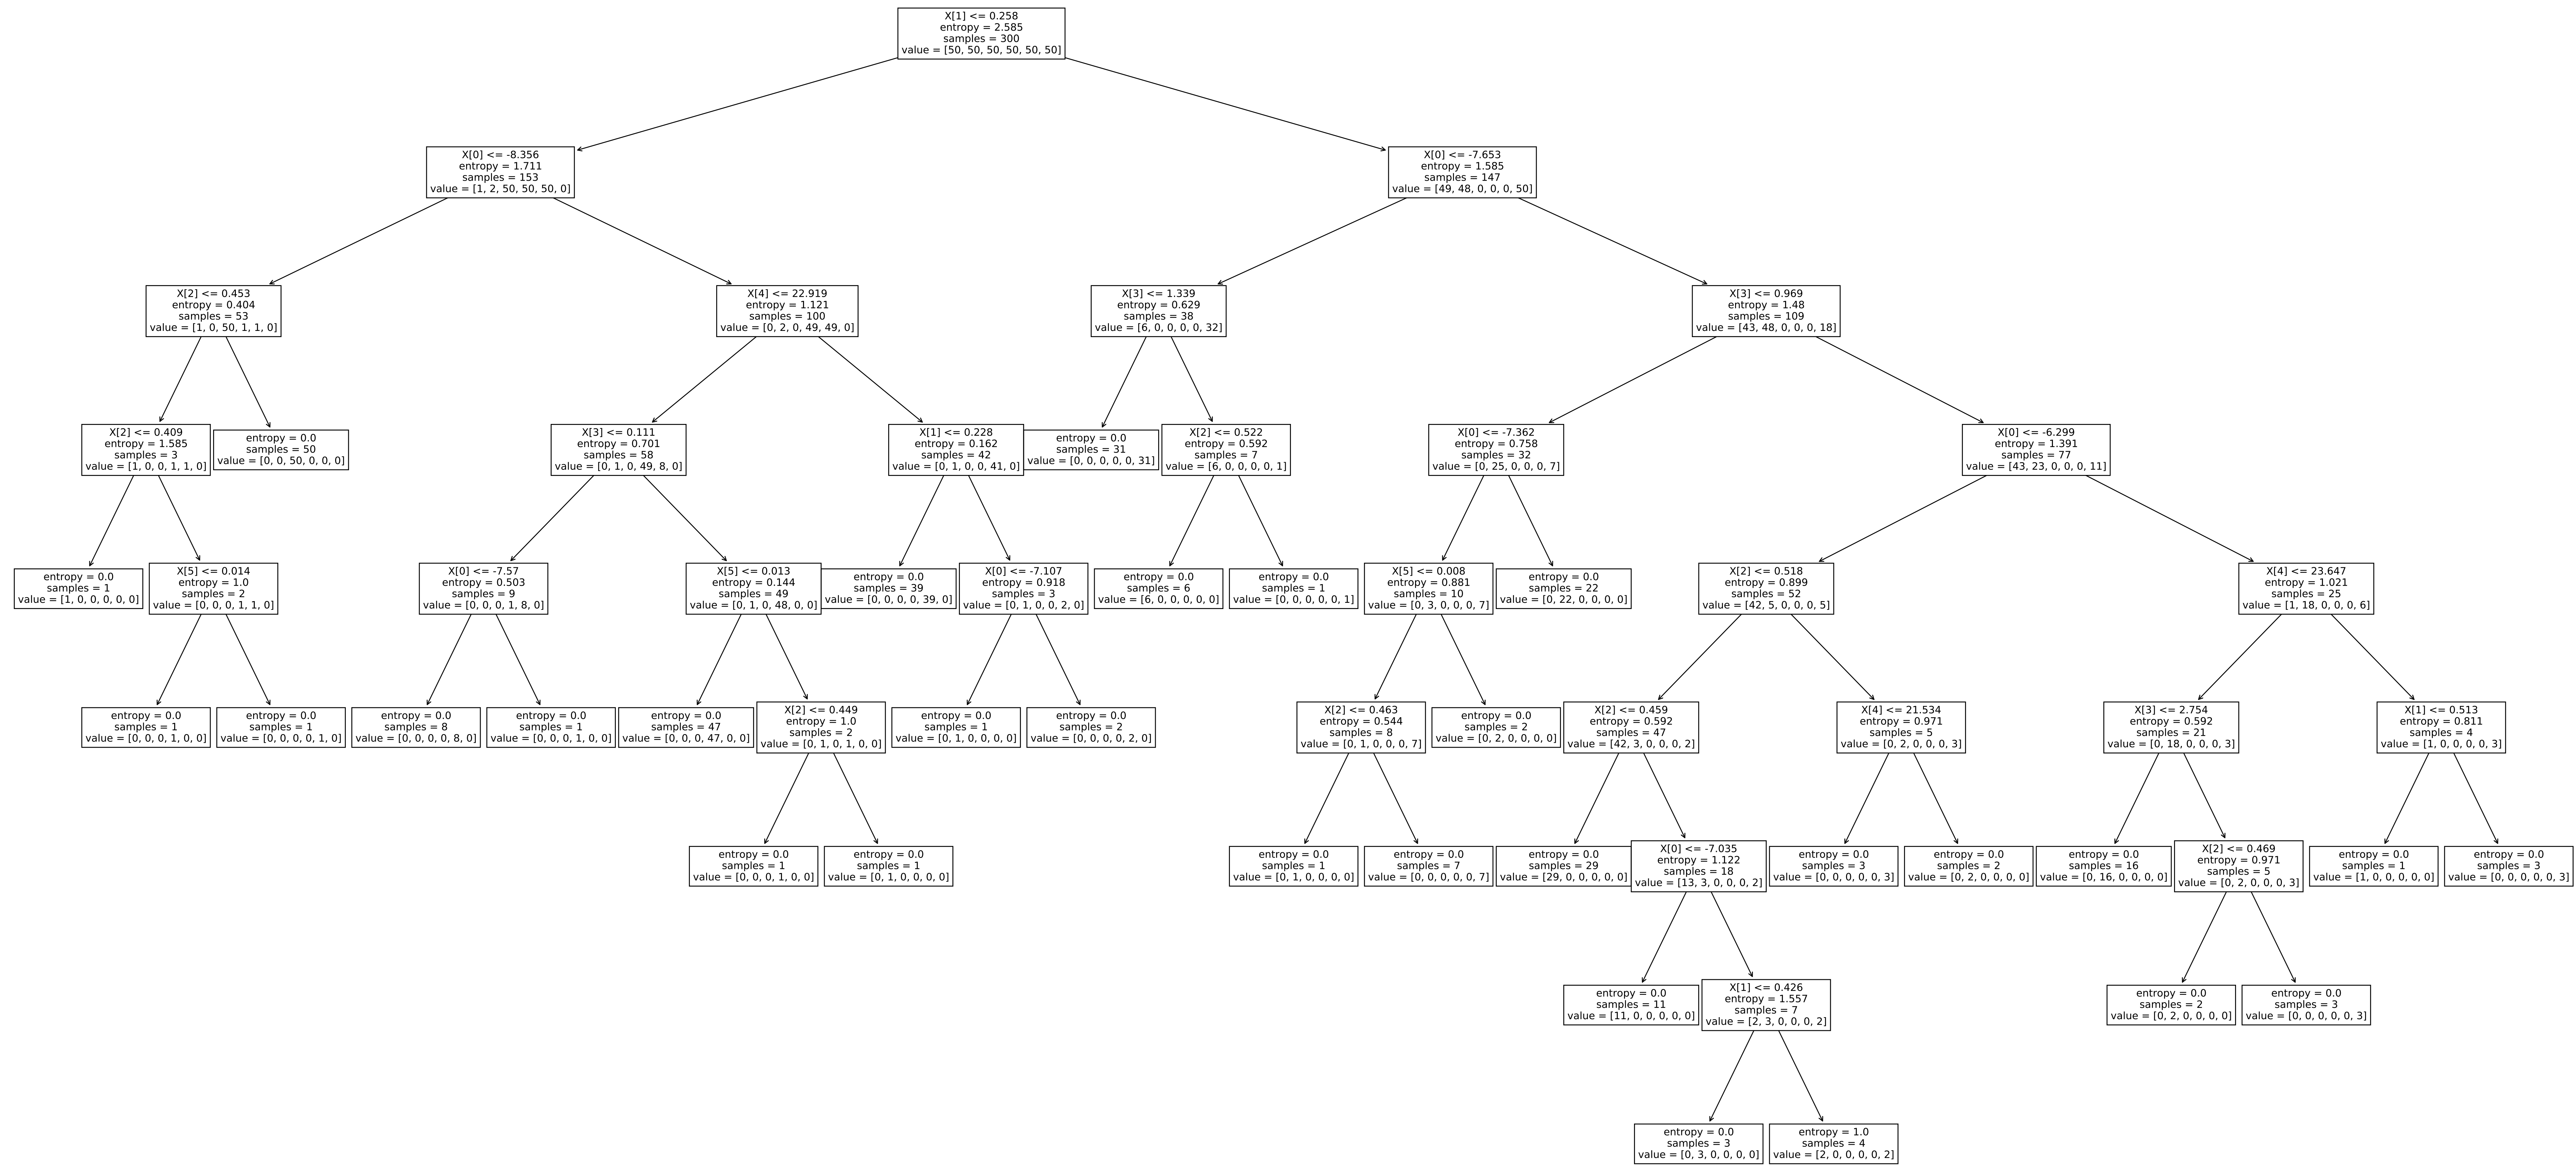 X[1] <= 0.258
entropy = 2.585
samples = 300
value = [50, 50, 50, 50, 50, 50]
X[0] <= -8.356
entropy = 1.711
samples = 153
value = [1, 2, 50, 50, 50, 0]
X[0] <= -7.653
entropy = 1.585
samples = 147
value = [49, 48, 0, 0, 0, 50]
X[2] <= 0.453
entropy = 0.404
samples = 53
value = [1, 0, 50, 1, 1, 0]
X[4] <= 22.919
entropy = 1.121
samples = 100
value = [0, 2, 0, 49, 49, 0]
X[3] <= 1.339
entropy = 0.629
samples = 38
value = [6, 0, 0, 0, 0, 32]
X[3] <= 0.969
entropy = 1.48
samples = 109
value = [43, 48, 0, 0, 0, 18]
X[2] <= 0.409
entropy = 1.585
samples = 3
value = [1, 0, 0, 1, 1, 0]
entropy = 0.0
samples = 50
value = [0, 0, 50, 0, 0, 0]
X[3] <= 0.111
entropy = 0.701
samples = 58
value = [0, 1, 0, 49, 8, 0]
X[1] <= 0.228
entropy = 0.162
samples = 42
value = [0, 1, 0, 0, 41, 0]
entropy = 0.0
samples = 31
value = [0, 0, 0, 0, 0, 31]
X[2] <= 0.522
entropy = 0.592
samples = 7
value = [6, 0, 0, 0, 0, 1]
X[0] <= -7.362
entropy = 0.758
samples = 32
value = [0, 25, 0, 0, 0, 7]
X[0] <= -6.299
entropy = 1.391
samples = 77
value = [43, 23, 0, 0, 0, 11]
entropy = 0.0
samples = 1
value = [1, 0, 0, 0, 0, 0]
X[5] <= 0.014
entropy = 1.0
samples = 2
value = [0, 0, 0, 1, 1, 0]
X[0] <= -7.57
entropy = 0.503
samples = 9
value = [0, 0, 0, 1, 8, 0]
X[5] <= 0.013
entropy = 0.144
samples = 49
value = [0, 1, 0, 48, 0, 0]
entropy = 0.0
samples = 39
value = [0, 0, 0, 0, 39, 0]
X[0] <= -7.107
entropy = 0.918
samples = 3
value = [0, 1, 0, 0, 2, 0]
entropy = 0.0
samples = 6
value = [6, 0, 0, 0, 0, 0]
entropy = 0.0
samples = 1
value = [0, 0, 0, 0, 0, 1]
X[5] <= 0.008
entropy = 0.881
samples = 10
value = [0, 3, 0, 0, 0, 7]
entropy = 0.0
samples = 22
value = [0, 22, 0, 0, 0, 0]
X[2] <= 0.518
entropy = 0.899
samples = 52
value = [42, 5, 0, 0, 0, 5]
X[4] <= 23.647
entropy = 1.021
samples = 25
value = [1, 18, 0, 0, 0, 6]
entropy = 0.0
samples = 1
value = [0, 0, 0, 1, 0, 0]
entropy = 0.0
samples = 1
value = [0, 0, 0, 0, 1, 0]
entropy = 0.0
samples = 8
value = [0, 0, 0, 0, 8, 0]
entropy = 0.0
samples = 1
value = [0, 0, 0, 1, 0, 0]
entropy = 0.0
samples = 47
value = [0, 0, 0, 47, 0, 0]
X[2] <= 0.449
entropy = 1.0
samples = 2
value = [0, 1, 0, 1, 0, 0]
entropy = 0.0
samples = 1
value = [0, 1, 0, 0, 0, 0]
entropy = 0.0
samples = 2
value = [0, 0, 0, 0, 2, 0]
X[2] <= 0.463
entropy = 0.544
samples = 8
value = [0, 1, 0, 0, 0, 7]
entropy = 0.0
samples = 2
value = [0, 2, 0, 0, 0, 0]
X[2] <= 0.459
entropy = 0.592
samples = 47
value = [42, 3, 0, 0, 0, 2]
X[4] <= 21.534
entropy = 0.971
samples = 5
value = [0, 2, 0, 0, 0, 3]
X[3] <= 2.754
entropy = 0.592
samples = 21
value = [0, 18, 0, 0, 0, 3]
X[1] <= 0.513
entropy = 0.811
samples = 4
value = [1, 0, 0, 0, 0, 3]
entropy = 0.0
samples = 1
value = [0, 0, 0, 1, 0, 0]
entropy = 0.0
samples = 1
value = [0, 1, 0, 0, 0, 0]
entropy = 0.0
samples = 1
value = [0, 1, 0, 0, 0, 0]
entropy = 0.0
samples = 7
value = [0, 0, 0, 0, 0, 7]
entropy = 0.0
samples = 29
value = [29, 0, 0, 0, 0, 0]
X[0] <= -7.035
entropy = 1.122
samples = 18
value = [13, 3, 0, 0, 0, 2]
entropy = 0.0
samples = 3
value = [0, 0, 0, 0, 0, 3]
entropy = 0.0
samples = 2
value = [0, 2, 0, 0, 0, 0]
entropy = 0.0
samples = 16
value = [0, 16, 0, 0, 0, 0]
X[2] <= 0.469
entropy = 0.971
samples = 5
value = [0, 2, 0, 0, 0, 3]
entropy = 0.0
samples = 1
value = [1, 0, 0, 0, 0, 0]
entropy = 0.0
samples = 3
value = [0, 0, 0, 0, 0, 3]
entropy = 0.0
samples = 11
value = [11, 0, 0, 0, 0, 0]
X[1] <= 0.426
entropy = 1.557
samples = 7
value = [2, 3, 0, 0, 0, 2]
entropy = 0.0
samples = 2
value = [0, 2, 0, 0, 0, 0]
entropy = 0.0
samples = 3
value = [0, 0, 0, 0, 0, 3]
entropy = 0.0
samples = 3
value = [0, 3, 0, 0, 0, 0]
entropy = 1.0
samples = 4
value = [2, 0, 0, 0, 0, 2]